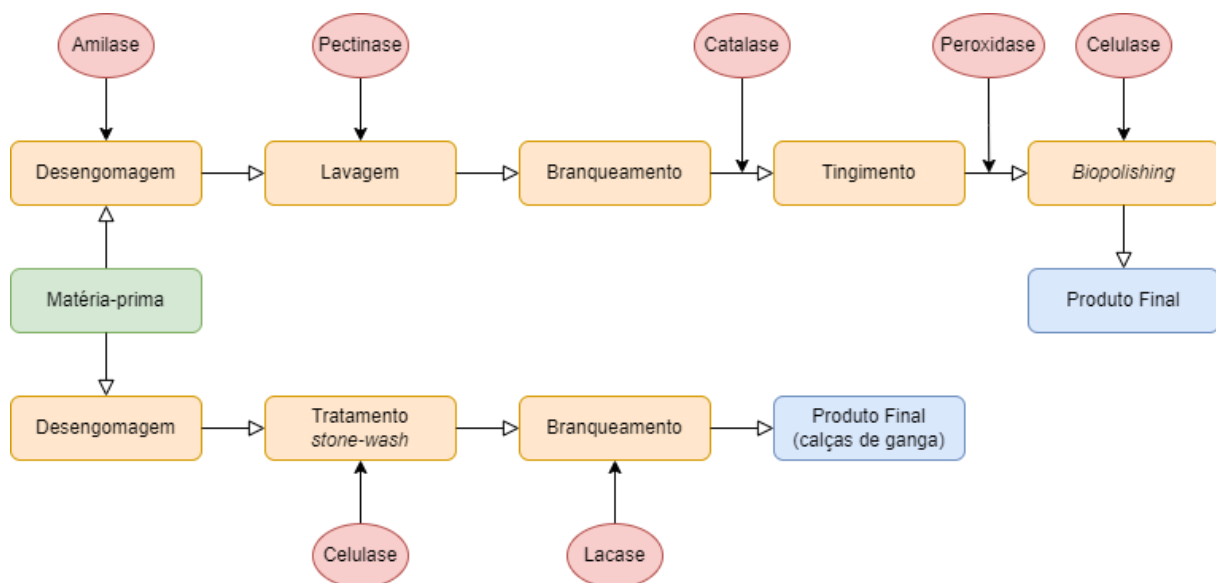 Amilase
Pectinase
Catalase
Peroxidase
Celulase
Desengomagem
Lavagem
Branqueamento
Tingimento
Biopolishing
Matéria-prima
Produto Final
Desengomagem
Tratamento
stone-wash
Branqueamento
Produto Final
(calças de ganga)
Celulase
Lacase